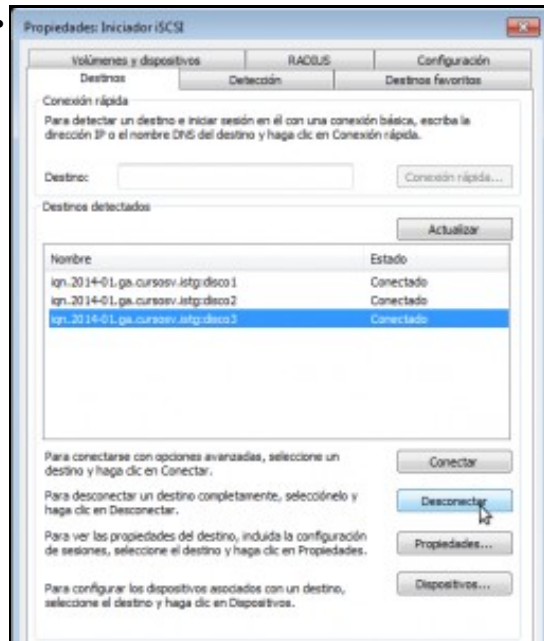 Propiedades: Iniciador iSCSI
Volúmenes y dispositivos RADIUS Configuración
Destinos Detección Destinos favoritos
Conexión rápida
Para detectar un destino e iniciar sesión en él con una conexión básica, escriba la
dirección IP o el nombre DNS del destino y haga clic en Conexión rápida.
Destino: Conexión rápida...
Destinos detectados
Actualizar
Nombre Estado
iqn.2014-01.ga.cursosv.istg:disco1 Conectado
iqn.2014-01.ga.cursosv.istg:disco2 Conectado
iqn.2014-01.ga.cursosv.istg:disco3 Conectado
Para conectarse con opciones avanzadas, seleccione un
destino y haga clic en Conectar.
Conectar
Para desconectar un destino completamente, selecciónelo y
haga clic en Desconectar.
Desconectar
Para ver las propiedades del destino, incluida la configuración
de sesiones, seleccione el destino y haga clic en Propiedades.
Propiedades...
Para configurar los dispositivos asociados con un destino,
seleccione el destino y haga clic en Dispositivos.
Dispositivos...